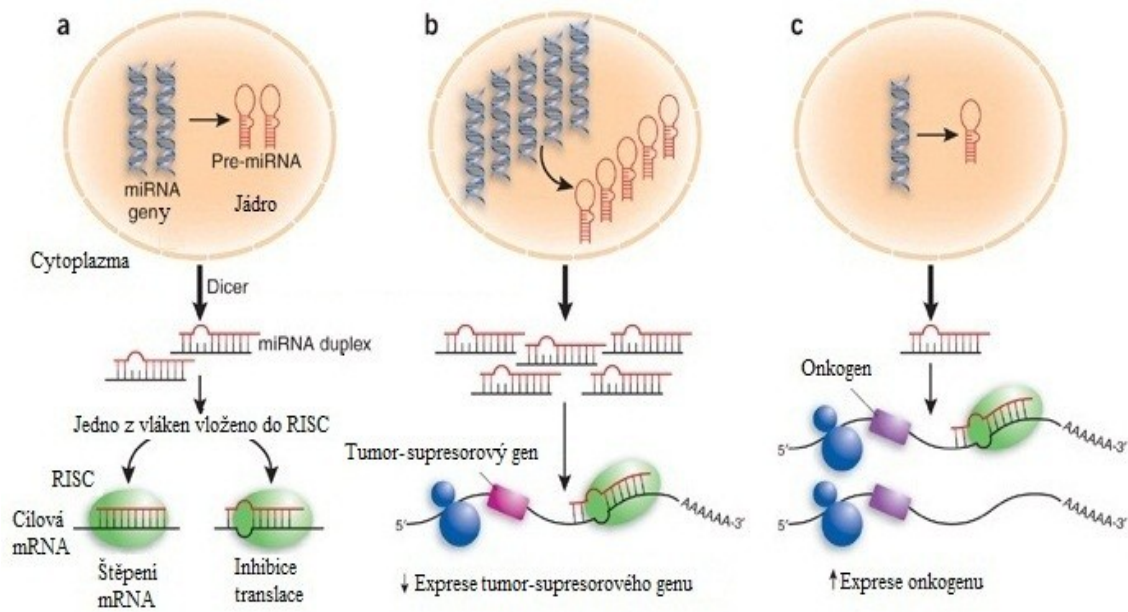 a
miRNA
geny
Pre-miRNA
Jádro
Cytoplazma
Dicer
miRNA duplex
Jedno z vláken vloženo do RISC
RISC
Cílová
mRNA
Štěpení
mRNA
Inhibice
translace
b
Tumor-supresorový gen
5′
AAAAAA-3′
↓ Exprese tumor-supresorového genu
c
Onkogen
5′
AAAAAA-3′
5′
AAAAAA-3′
↑Exprese onkogenu